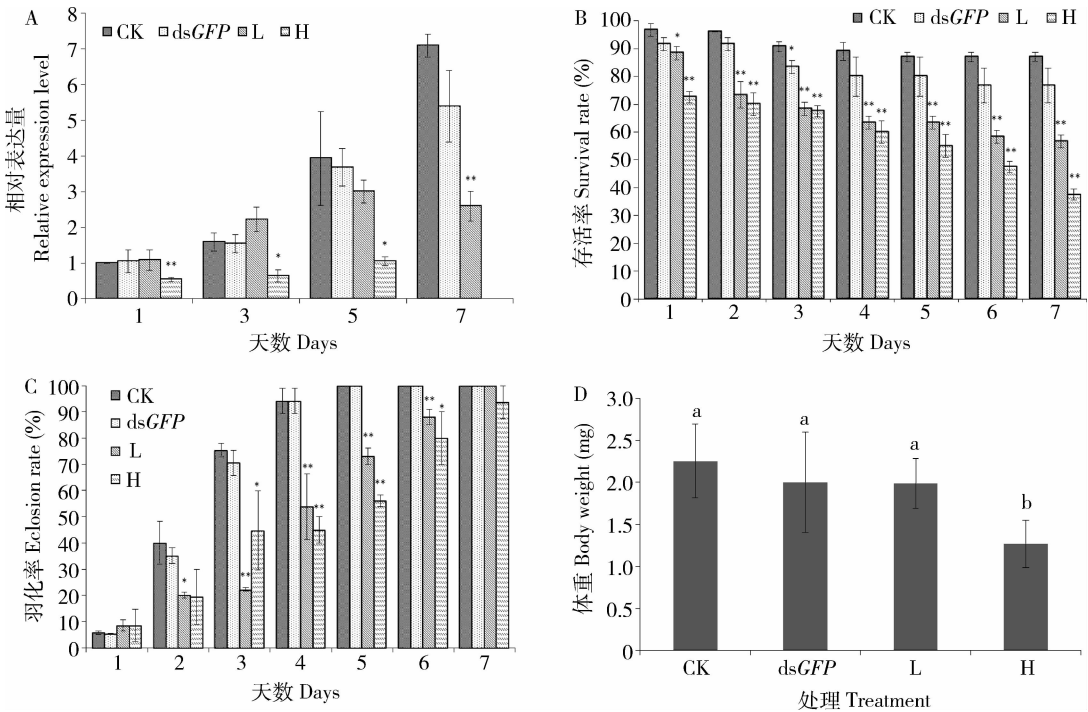 A
CK dsGFP L H
相对表达量
Relative expression level
8
7
6
5
4
3
2
1
0
**
*
*
**
1 3 5 7
天数 Days
B
CK dsGFP L H
存活率 Survival rate (%)
100
90
80
70
60
50
40
30
20
10
100
*
**
** **
*
** **
**
**
**
**
**
**
**
**
1 2 3 4 5 6 7
天数 Days
C
CK
dsGFP
L
H
羽化率 Eclosion rate (%)
100
90
80
70
60
50
40
30
20
10
0
*
**
*
**
**
**
**
**
*
1 2 3 4 5 6 7
天数 Days
D
体重 Body weight (mg)
3.0
2.5
2.0
1.5
1.0
0.5
0.0
a
a
a
b
CK dsGFP L H
处理 Treatment